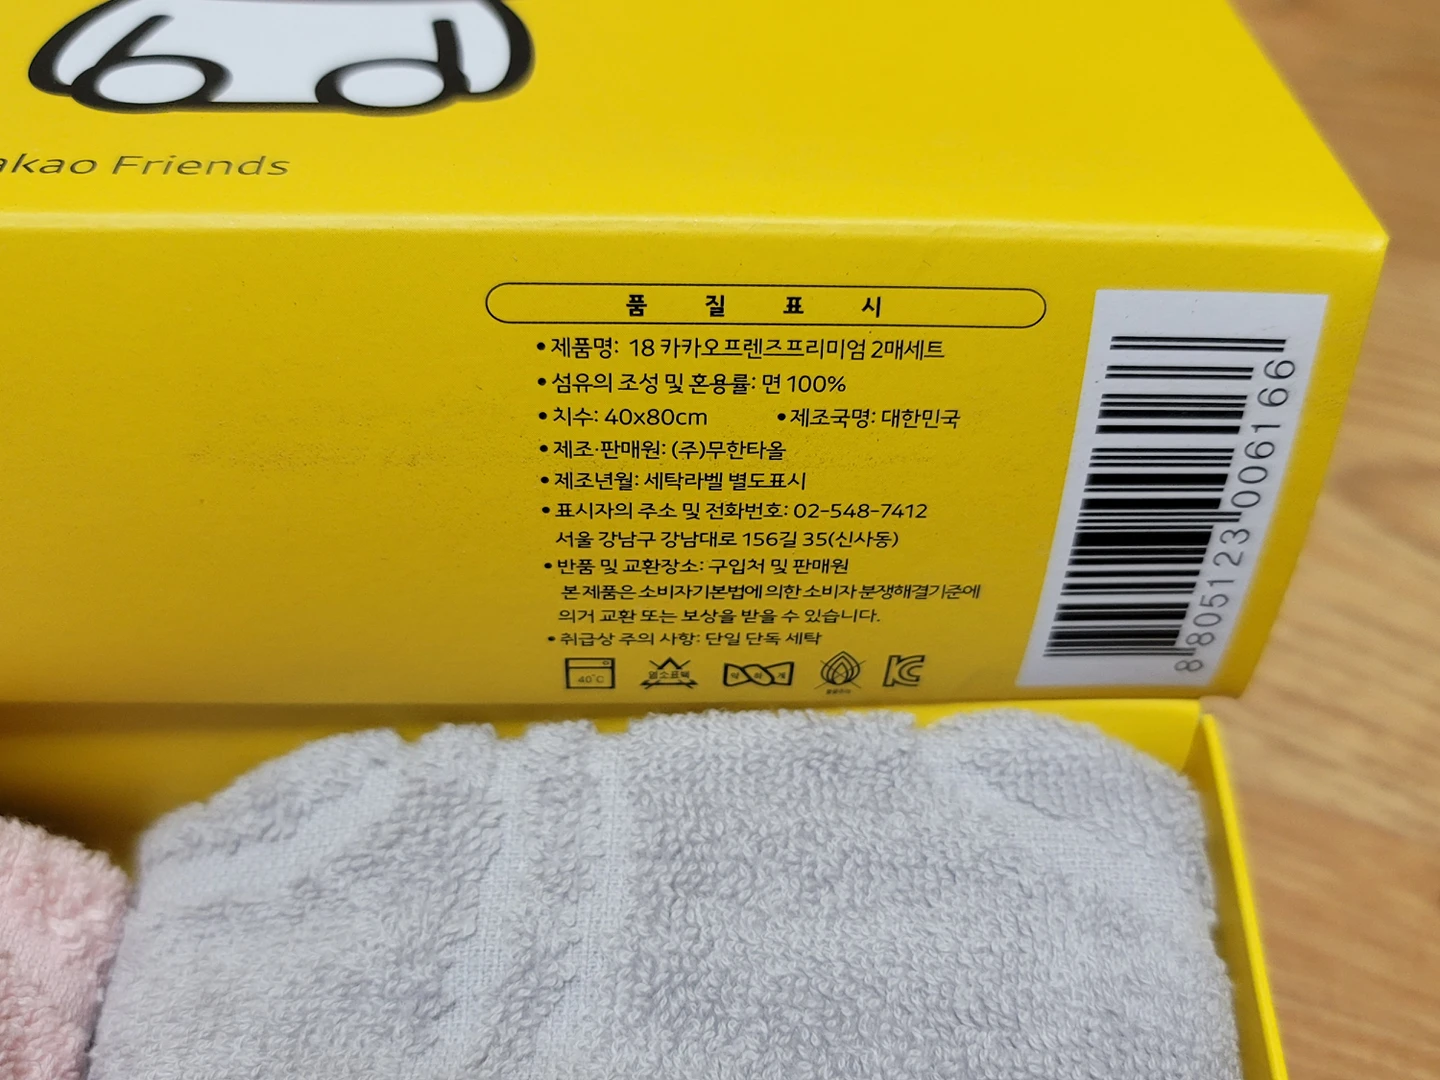 akao Friends
품 질 표 시
• 제품명: 18 카카오프렌즈프리미엄 2매세트
• 섬유의 조성 및 혼용률: 면 100%
• 치수: 40x80cm • 제조국명: 대한민국
• 제조·판매원: (주)무한타올
• 제조년월: 세탁라벨 별도표시
• 표시자의 주소 및 전화번호: 02-548-7412
서울 강남구 강남대로 156길 35(신사동)
• 반품 및 교환장소: 구입처 및 판매원
본 제품은 소비자기본법에 의한 소비자 분쟁해결기준에
의거 교환 또는 보상을 받을 수 있습니다.
• 취급상 주의 사항: 단일 단독 세탁
40°C 염소표백 KC
8 805123 006166